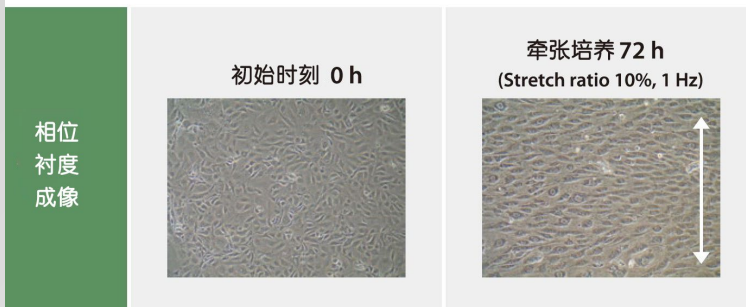 相位
衬度
成像
初始时刻 0 h
牵张培养 72 h
(Stretch ratio 10%, 1 Hz)